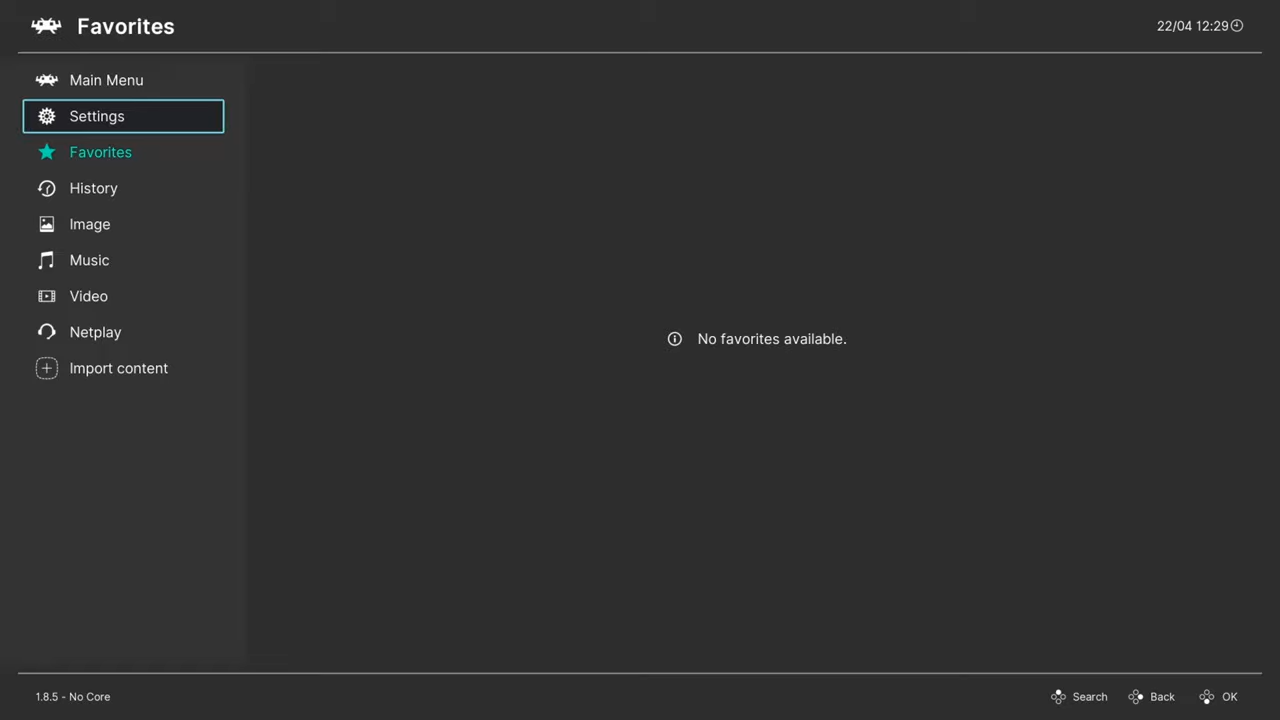 Favorites
22/04 12:29
Main Menu
Settings
Favorites
History
Image
Music
Video
Netplay
Import content
No favorites available.
1.8.5 - No Core
Search Back OK